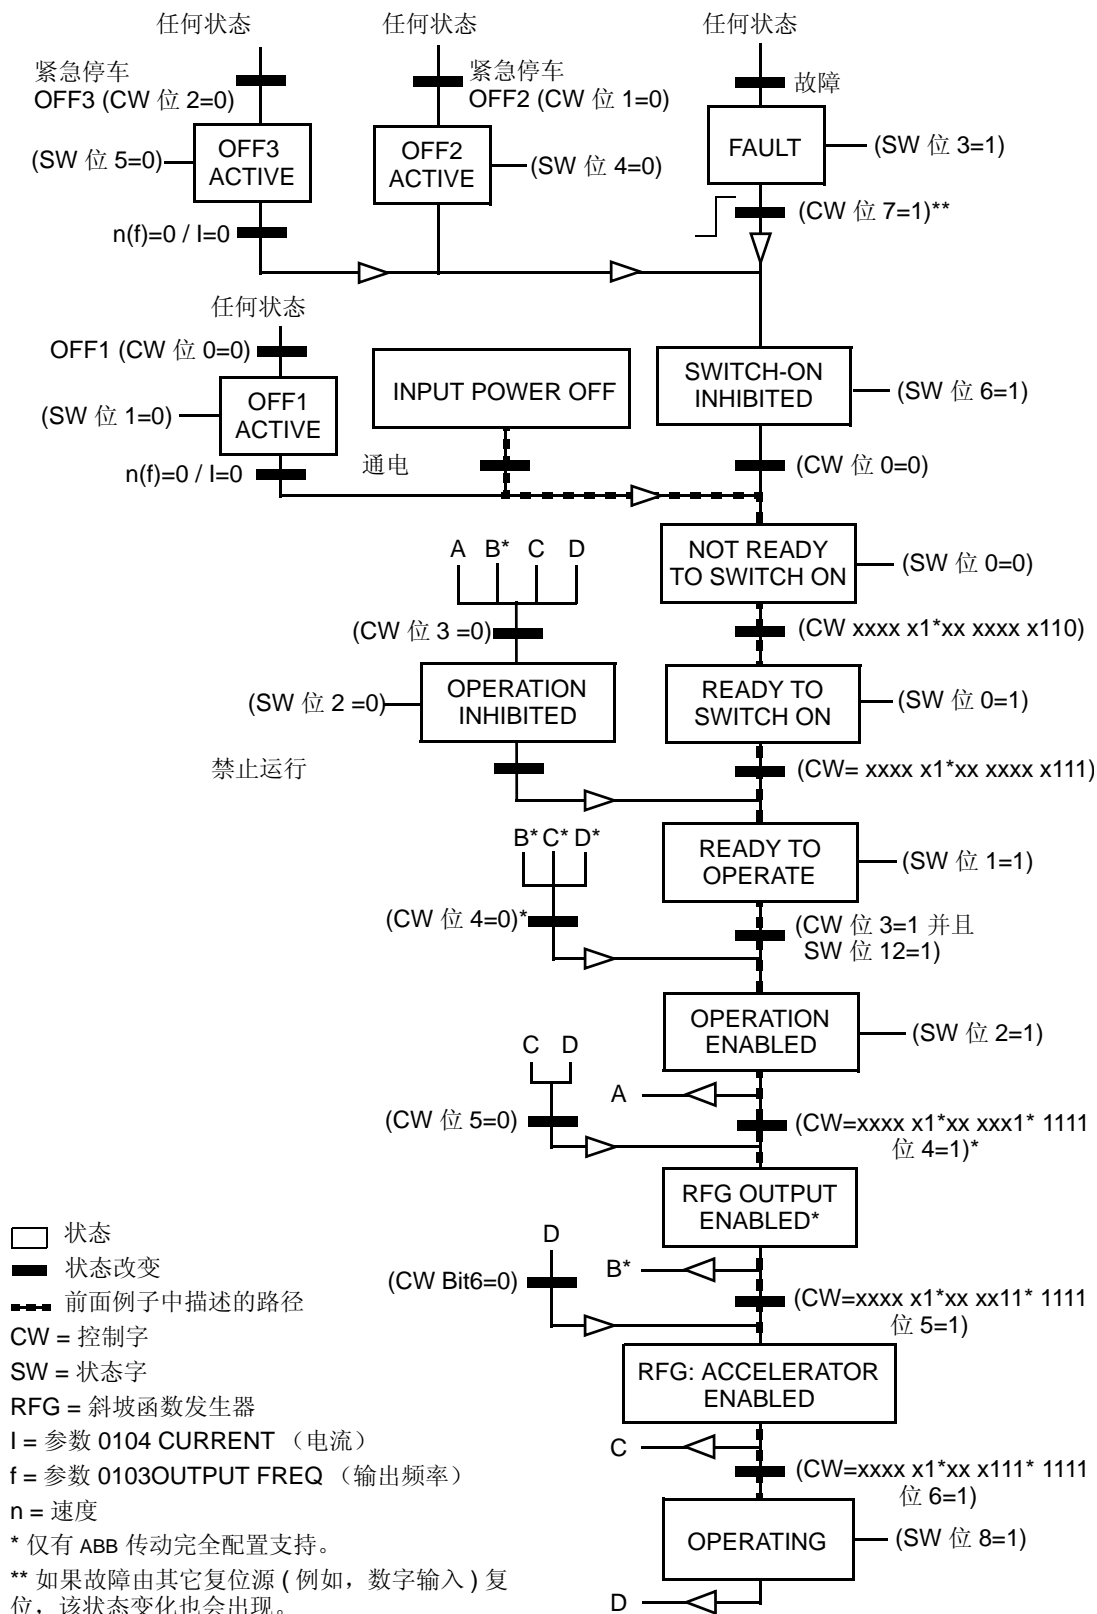 任何状态
任何状态
任何状态
紧急停车
OFF3 (CW 位 2=0)
紧急停车
OFF2 (CW 位 1=0)
故障
(SW 位 5=0)
OFF3
ACTIVE
OFF2
ACTIVE
(SW 位 4=0)
FAULT
(SW 位 3=1)
n(f)=0 / I=0
(CW 位 7=1)**
任何状态
OFF1 (CW 位 0=0)
(SW 位 1=0)
OFF1
ACTIVE
INPUT POWER OFF
SWITCH-ON
INHIBITED
(SW 位 6=1)
n(f)=0 / I=0
通电
(CW 位 0=0)
A B* C D
NOT READY
TO SWITCH ON
(SW 位 0=0)
(CW 位 3 =0)
(CW xxxx x1*xx xxxx x110)
(SW 位 2 =0)
OPERATION
INHIBITED
READY TO
SWITCH ON
(SW 位 0=1)
禁止运行
(CW= xxxx x1*xx xxxx x111)
B* C* D*
READY TO
OPERATE
(SW 位 1=1)
(CW 位 4=0)*
(CW 位 3=1 并且
SW 位 12=1)
OPERATION
ENABLED
(SW 位 2=1)
C D
A
(CW 位 5=0)
(CW=xxxx x1*xx xxx1* 1111
位 4=1)*
RFG OUTPUT
ENABLED*
D
B*
(CW Bit6=0)
(CW=xxxx x1*xx xx11* 1111
位 5=1)
RFG: ACCELERATOR
ENABLED
C
(CW=xxxx x1*xx x111* 1111
位 6=1)
OPERATING
(SW 位 8=1)
D
状态
状态改变
前面例子中描述的路径
CW = 控制字
SW = 状态字
RFG = 斜坡函数发生器
I = 参数 0104 CURRENT （电流）
f = 参数 0103OUTPUT FREQ （输出频率）
n = 速度
* 仅有 ABB 传动完全配置支持。
** 如果故障由其它复位源 ( 例如，数字输入 ) 复
位，该状态变化也会出现。